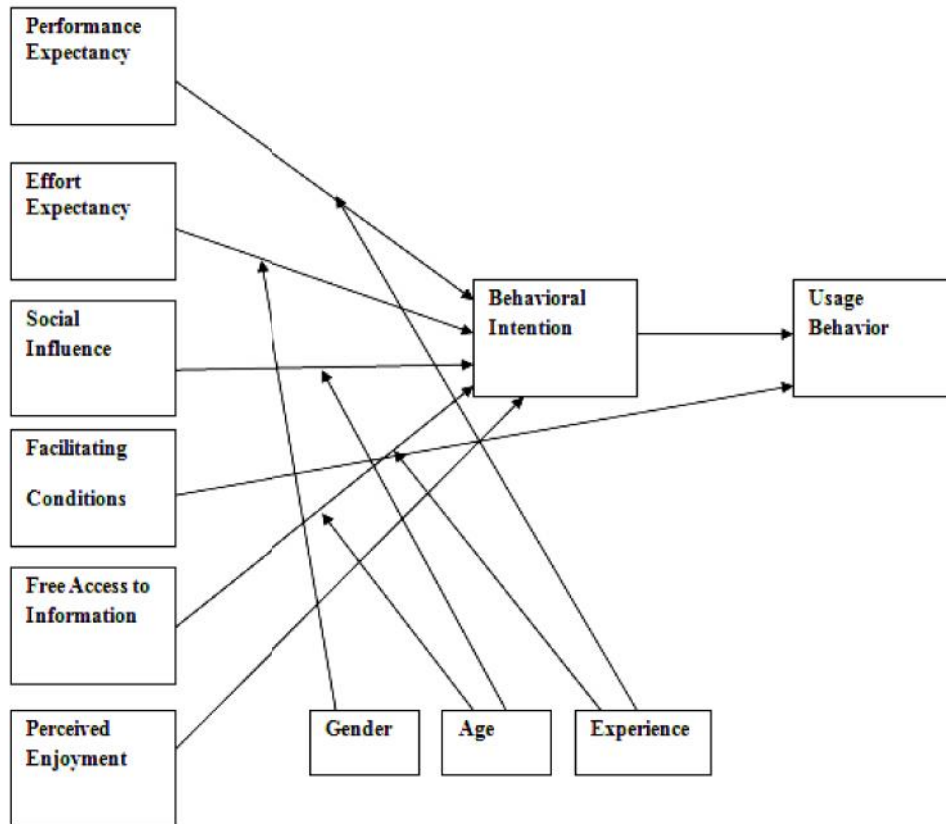 Performance
Expectancy
Effort
Expectancy
Social
Influence
Behavioral
Intention
Usage
Behavior
Facilitating
Conditions
Free Access to
Information
Perceived
Enjoyment
Gender
Age
Experience